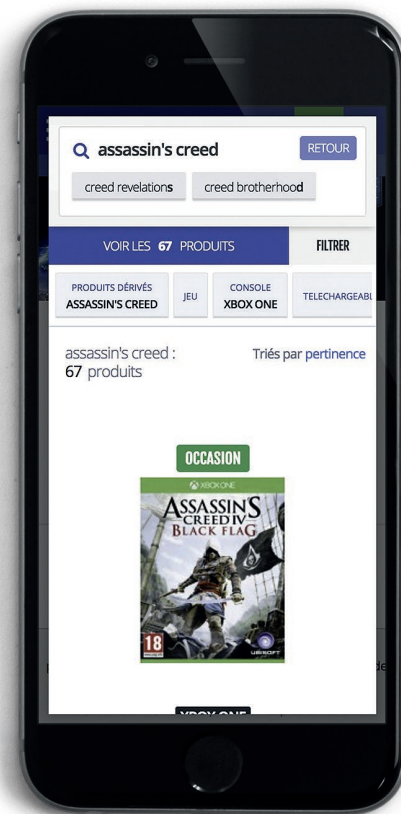 assassin's creed
RETOUR
creed revelations
creed brotherhood
VOIR LES 67 PRODUITS
FILTRER
PRODUITS DÉRIVÉS
ASSASSIN'S CREED
JEU
CONSOLE
XBOX ONE
TELECHARGEABL
assassin's creed :
67 produits
Triés par pertinence
OCCASION
XBOX ONE
ASSASSIN'S
CREED IV
BLACK FLAG
18
UBISOFT
XBOX ONE